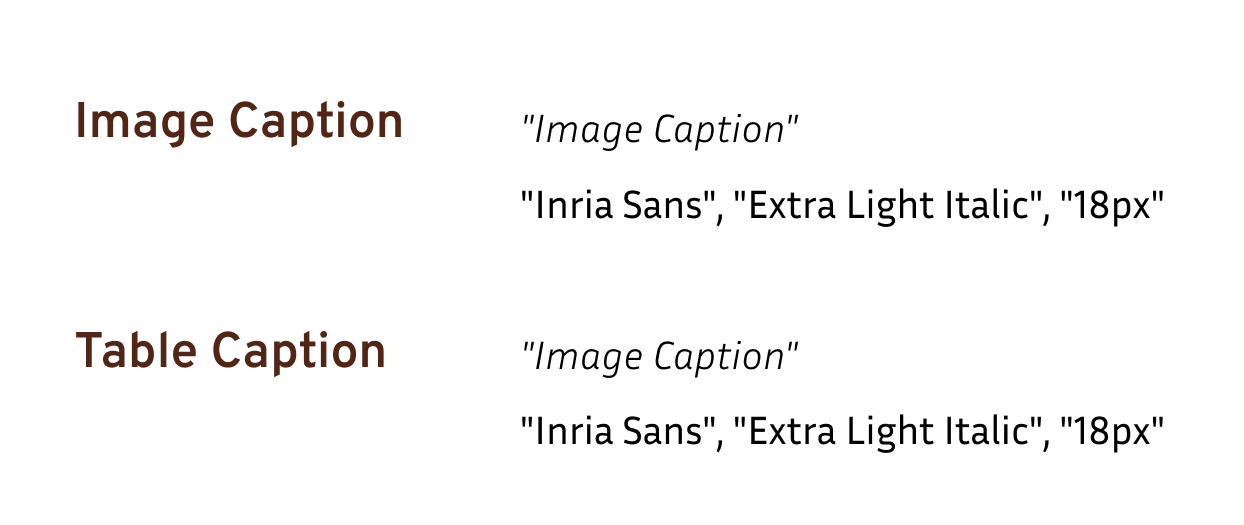 Image Caption
"Image Caption"
"Inria Sans", "Extra Light Italic", "18px"
Table Caption
"Image Caption"
"Inria Sans", "Extra Light Italic", "18px"